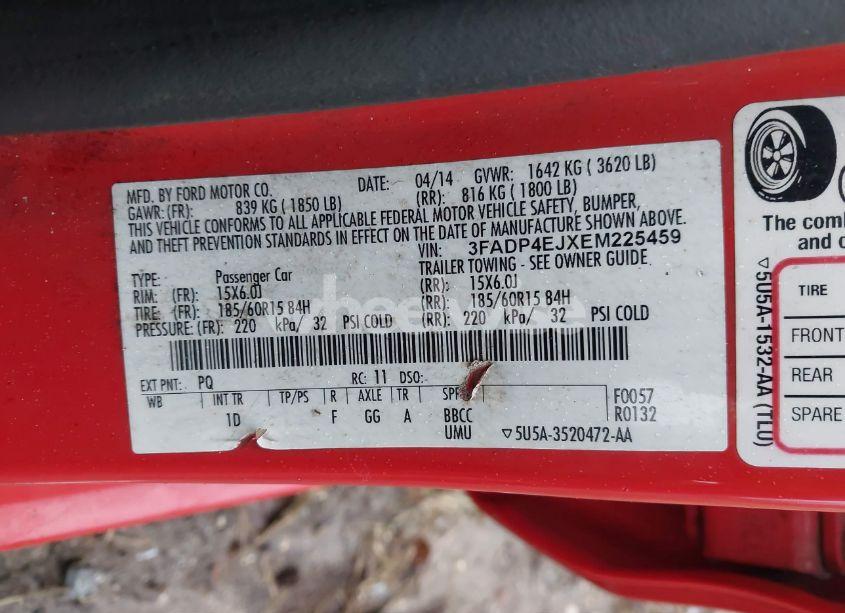 MFD. BY FORD MOTOR CO.
DATE: 04/14 GVWR: 1642 KG ( 3620 LB)
GAWR: (FR): 839 KG ( 1850 LB) (RR): 816 KG ( 1800 LB)
THIS VEHICLE CONFORMS TO ALL APPLICABLE FEDERAL MOTOR VEHICLE SAFETY, BUMPER,
AND THEFT PREVENTION STANDARDS IN EFFECT ON THE DATE OF MANUFACTURE SHOWN ABOVE.
VIN: 3FADP4EJXEM225459
TYPE: Passenger Car TRAILER TOWING - SEE OWNER GUIDE.
RIM: (FR): 15X6.0J (RR): 15X6.0J
TIRE: (FR): 185/60R15 84H (RR): 185/60R15 84H
PRESSURE: (FR): 220 kPa/ 32 PSI COLD (RR): 220 kPa/ 32 PSI COLD
EXT PNT: PQ RC: 11 DSO:
WB INT TR TP/PS R AXLE TR SPR F0057
1D F GG A BBCC R0132
UMU ▽5U5A-3520472-AA
▽5U5A-1532-AA (TLU)
The comb
and c
TIRE
FRONT
REAR
SPARE
wheelwise